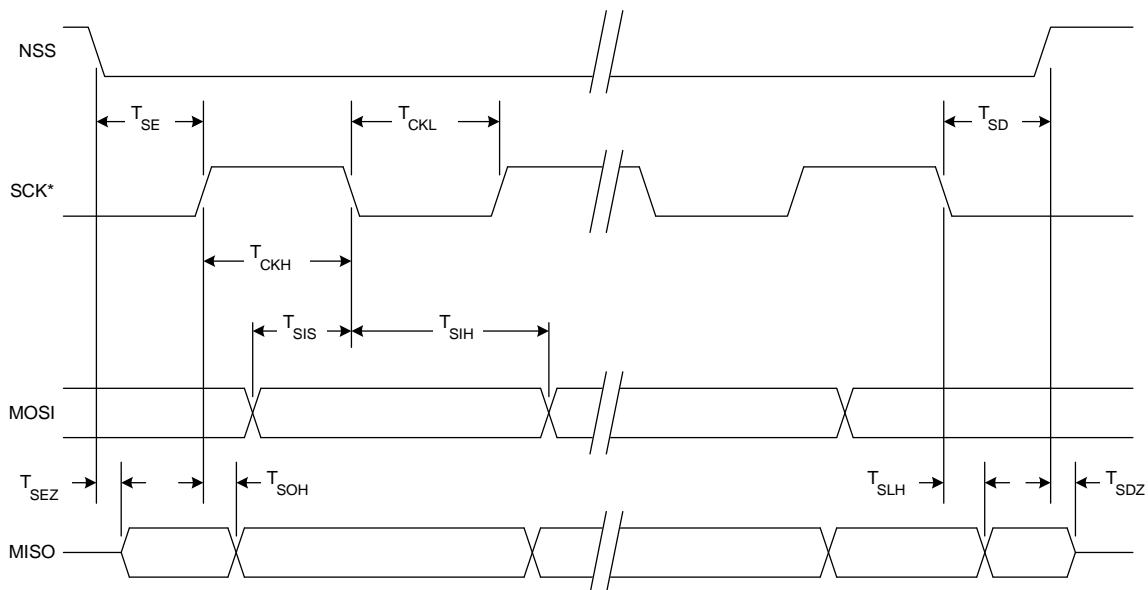 NSS
T_SE
T_CKL
T_SD
SCK*
T_CKH
T_SIS
T_SIH
MOSI
T_SEZ
T_SOH
T_SLH
T_SDZ
MISO